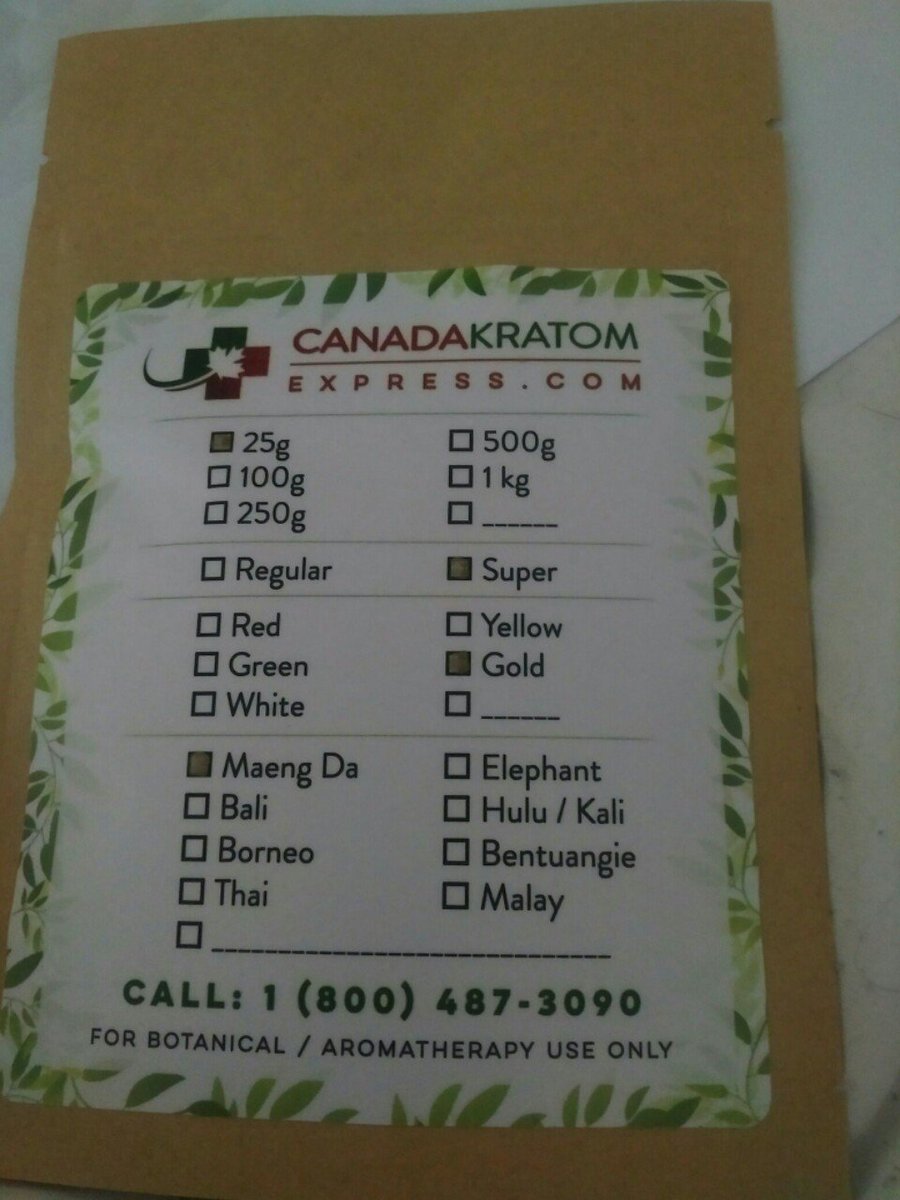 CANADAKRATOM
EXPRESS.COM
25g 500g
100g 1 kg
250g ______
Regular Super
Red Yellow
Green Gold
White ______
Maeng Da Elephant
Bali Hulu / Kali
Borneo Bentuangie
Thai Malay
______________________________
CALL: 1 (800) 487-3090
FOR BOTANICAL / AROMATHERAPY USE ONLY